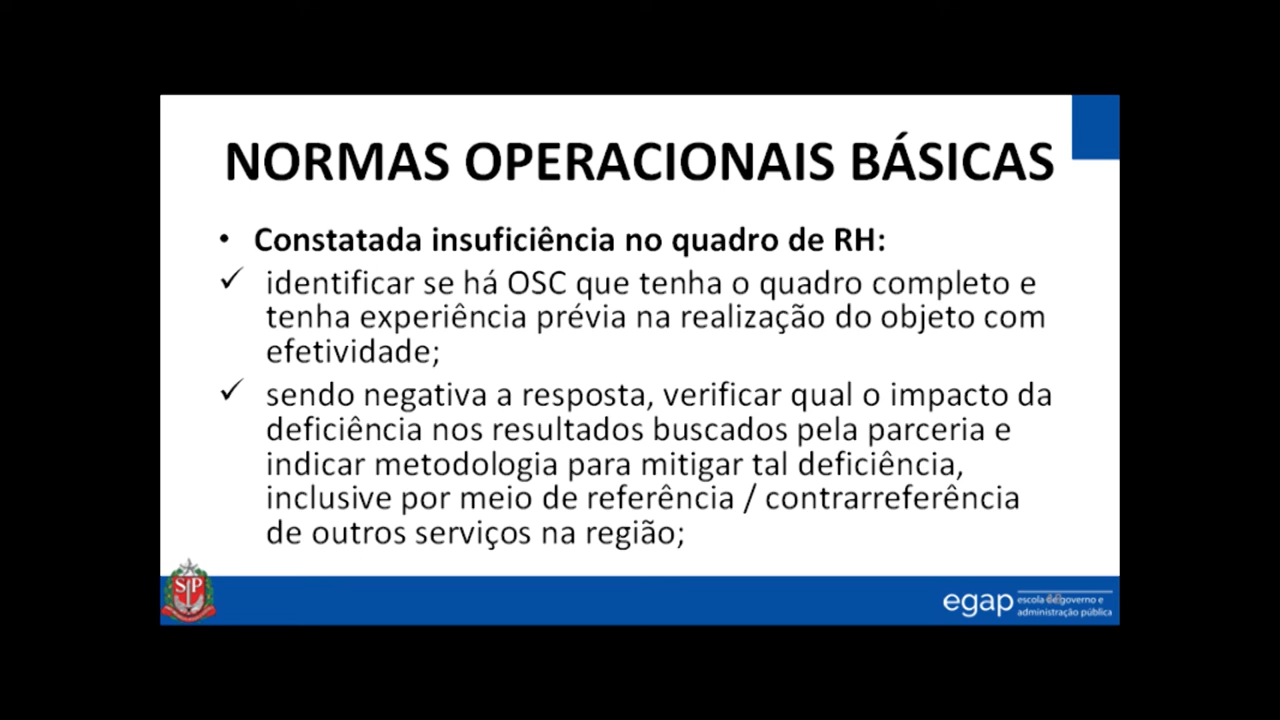 NORMAS OPERACIONAIS BÁSICAS
• Constatada insuficiência no quadro de RH:
✓ identificar se há OSC que tenha o quadro completo e
tenha experiência prévia na realização do objeto com
efetividade;
✓ sendo negativa a resposta, verificar qual o impacto da
deficiência nos resultados buscados pela parceria e
indicar metodologia para mitigar tal deficiência,
inclusive por meio de referência / contrarreferência
de outros serviços na região;
SP
egap escola de governo e
administração pública